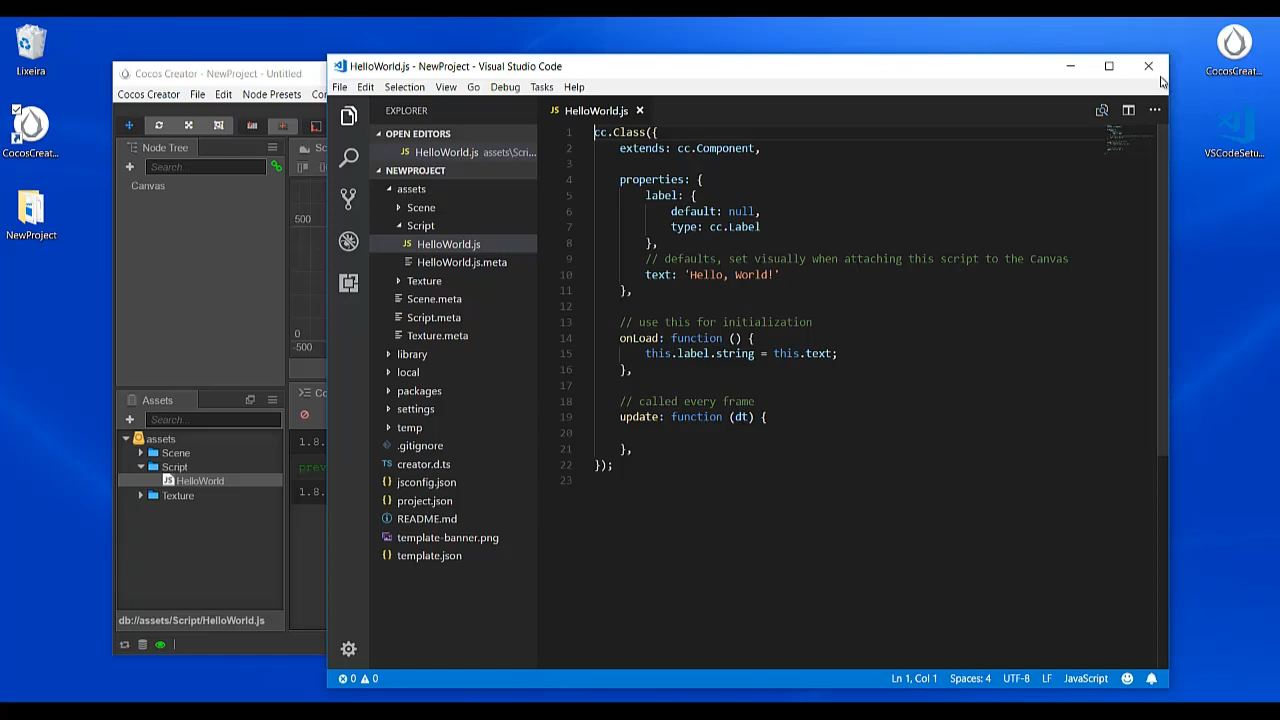 Lixeira
CocosCreat...
NewProject
CocosCreat...
VSCodeSetu...
Cocos Creator - NewProject - Untitled
Cocos Creator File Edit Node Presets
Node Tree
Search...
Canvas
500
0
-500
Assets
Search...
assets
Scene
Script
HelloWorld
Texture
db://assets/Script/HelloWorld.js
1.8.
prev
1.8.
HelloWorld.js - NewProject - Visual Studio Code
File Edit Selection View Go Debug Tasks Help
EXPLORER
OPEN EDITORS
JS HelloWorld.js assets\Scri...
NEWPROJECT
assets
Scene
Script
JS HelloWorld.js
HelloWorld.js.meta
Texture
Scene.meta
Script.meta
Texture.meta
library
local
packages
settings
temp
.gitignore
TS creator.d.ts
{} jsconfig.json
{} project.json
README.md
template-banner.png
{} template.json
JS HelloWorld.js
1 cc.Class({
2 extends: cc.Component,
3
4 properties: {
5 label: {
6 default: null,
7 type: cc.Label
8 },
9 // defaults, set visually when attaching this script to the Canvas
10 text: 'Hello, World!'
11 },
12
13 // use this for initialization
14 onLoad: function () {
15 this.label.string = this.text;
16 },
17
18 // called every frame
19 update: function (dt) {
20
21 },
22 });
23
0 0
Ln 1, Col 1 Spaces: 4 UTF-8 LF JavaScript